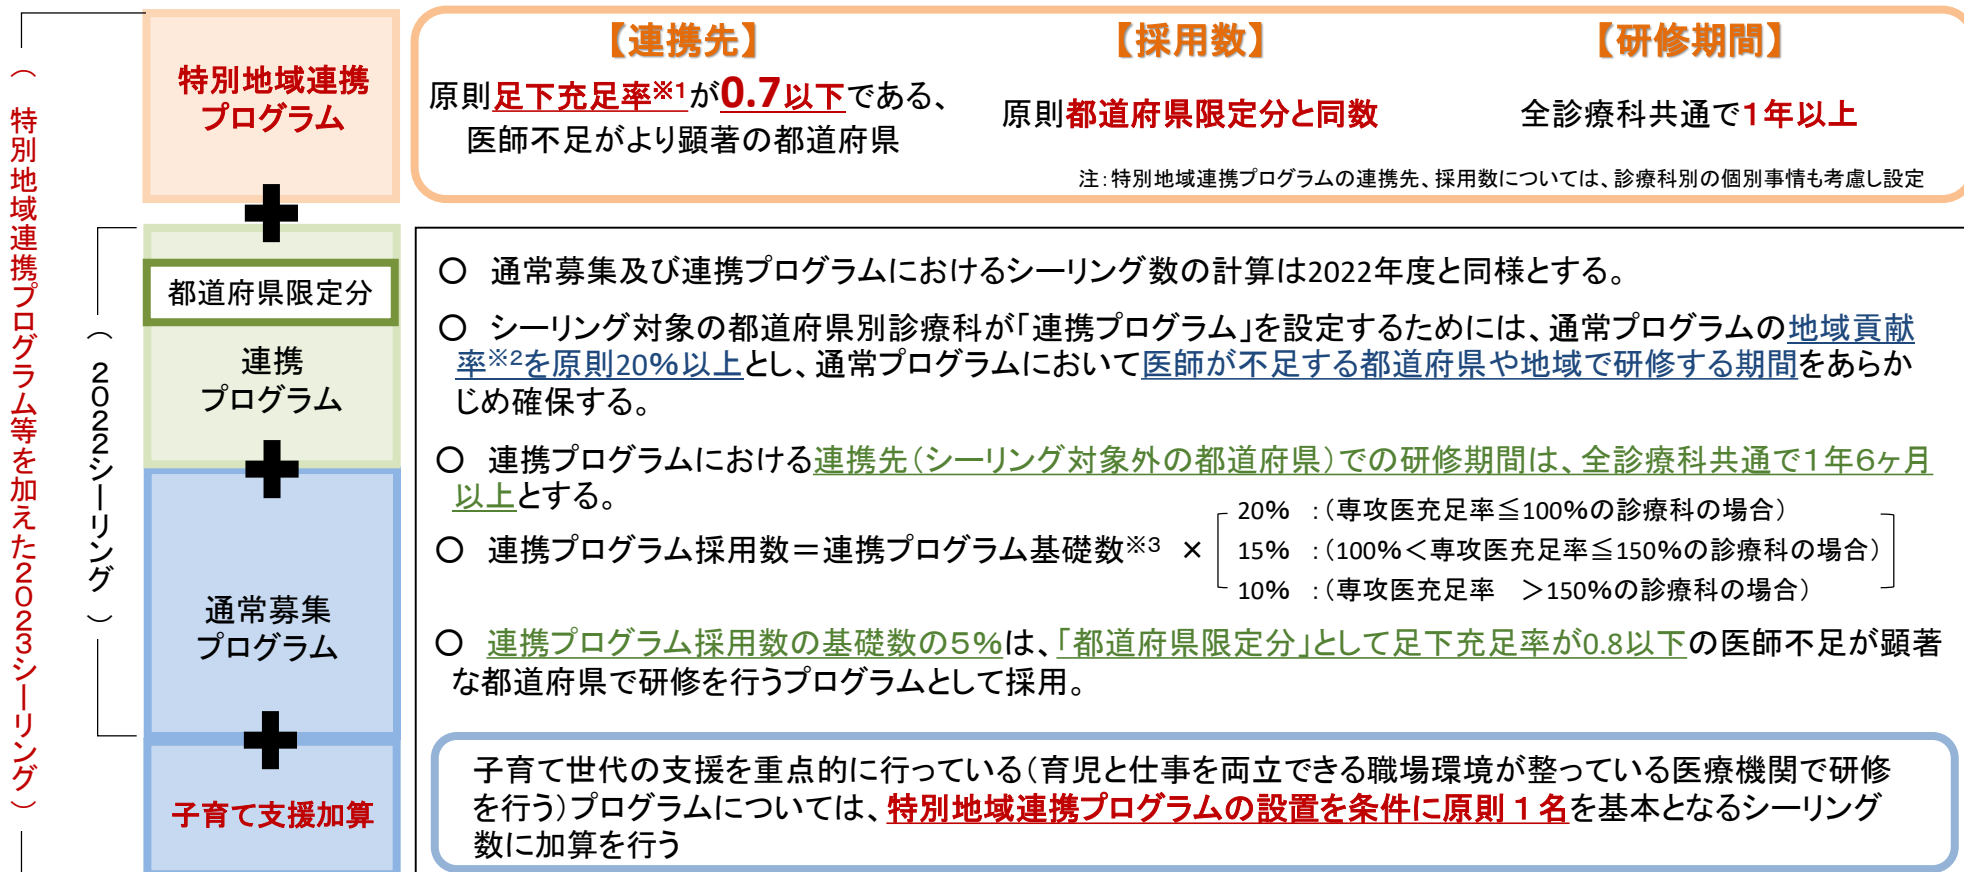 （ 特別地域連携プログラム等を加えた２０２３シーリング ）
（ ２０２２シーリング ）
特別地域連携
プログラム
都道府県限定分
連携
プログラム
通常募集
プログラム
子育て支援加算
【連携先】
原則足下充足率※1が0.7以下である、
医師不足がより顕著の都道府県
【採用数】
原則都道府県限定分と同数
【研修期間】
全診療科共通で1年以上
注：特別地域連携プログラムの連携先、採用数については、診療科別の個別事情も考慮し設定
○ 通常募集及び連携プログラムにおけるシーリング数の計算は2022年度と同様とする。
○ シーリング対象の都道府県別診療科が「連携プログラム」を設定するためには、通常プログラムの地域貢献
率※2を原則20%以上とし、通常プログラムにおいて医師が不足する都道府県や地域で研修する期間をあらか
じめ確保する。
○ 連携プログラムにおける連携先（シーリング対象外の都道府県）での研修期間は、全診療科共通で１年６ヶ月
以上とする。
○ 連携プログラム採用数＝連携プログラム基礎数※3 ×
20% ：（専攻医充足率≦100%の診療科の場合）
15% ：（100%＜専攻医充足率≦150%の診療科の場合）
10% ：（専攻医充足率 ＞150%の診療科の場合）
○ 連携プログラム採用数の基礎数の５%は、「都道府県限定分」として足下充足率が0.8以下の医師不足が顕著
な都道府県で研修を行うプログラムとして採用。
子育て世代の支援を重点的に行っている（育児と仕事を両立できる職場環境が整っている医療機関で研修
を行う）プログラムについては、特別地域連携プログラムの設置を条件に原則１名を基本となるシーリング
数に加算を行う